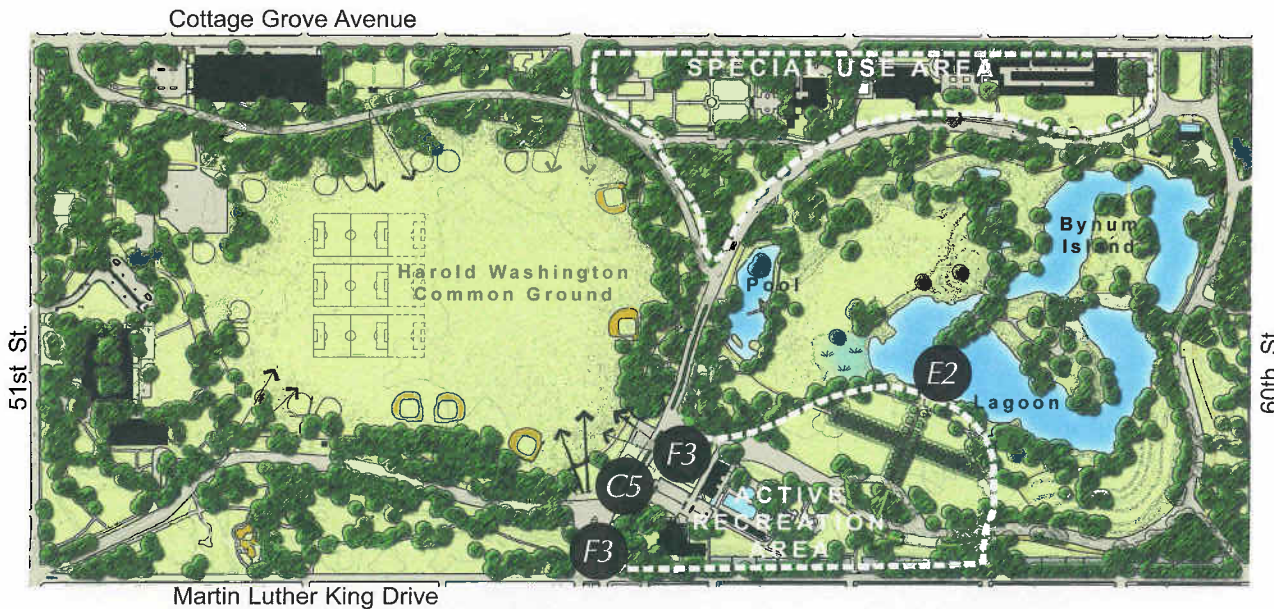 Cottage Grove Avenue
SPECIAL USE AREA
Bynum
Island
Harold Washington
Common Ground
Pool
51st St.
60th St.
E2
Lagoon
F3
C5
ACTIVE
RECREATION
AREA
F3
Martin Luther King Drive